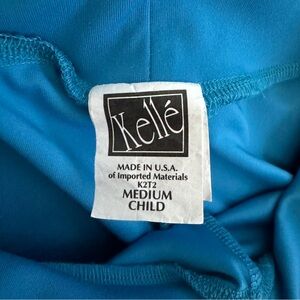 Kellé
MADE IN U.S.A.
of Imported Materials
K2T2
MEDIUM
CHILD